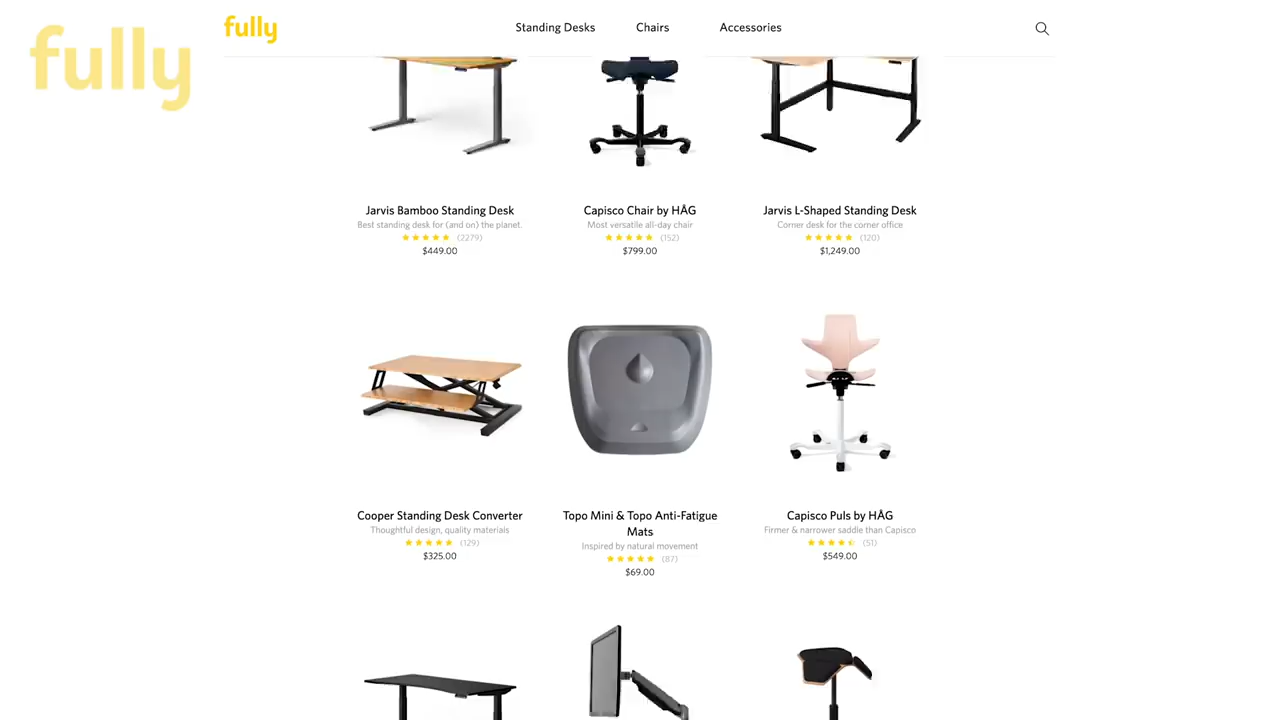 fully
fully
Standing Desks
Chairs
Accessories
Jarvis Bamboo Standing Desk
Best standing desk for (and on) the planet.
(2279)
$449.00
Capisco Chair by HÅG
Most versatile all-day chair
(152)
$799.00
Jarvis L-Shaped Standing Desk
Corner desk for the corner office
(120)
$1,249.00
Cooper Standing Desk Converter
Thoughtful design, quality materials
(129)
$325.00
Topo Mini & Topo Anti-Fatigue
Mats
Inspired by natural movement
(87)
$69.00
Capisco Puls by HÅG
Firmer & narrower saddle than Capisco
(51)
$549.00